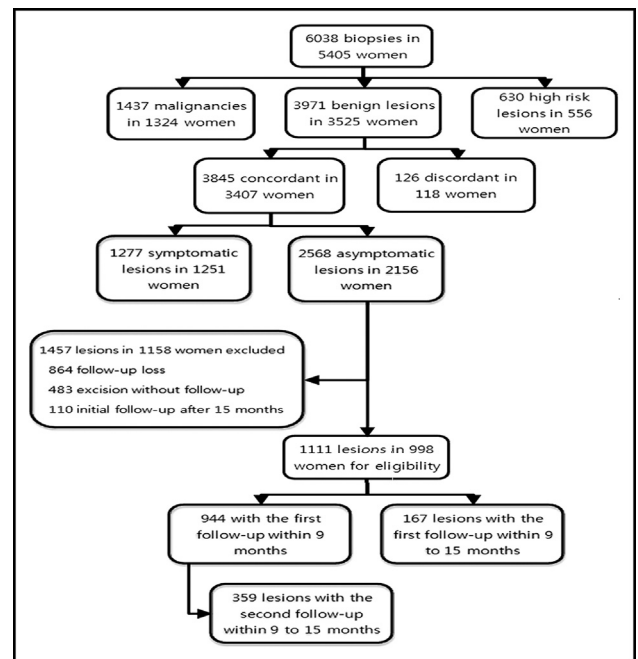 6038 biopsies in
5405 women
1437 malignancies
in 1324 women
3971 benign lesions
in 3525 women
630 high risk
lesions in 556
women
3845 concordant in
3407 women
126 discordant in
118 women
1277 symptomatic
lesions in 1251
women
2568 asymptomatic
lesions in 2156
women
1457 lesions in 1158 women excluded
864 follow-up loss
483 excision without follow-up
110 initial follow-up after 15 months
1111 lesions in 998
women for eligibility
944 with the first
follow-up within 9
months
167 lesions with the
first follow-up within 9
to 15 months
359 lesions with the
second follow-up
within 9 to 15 months